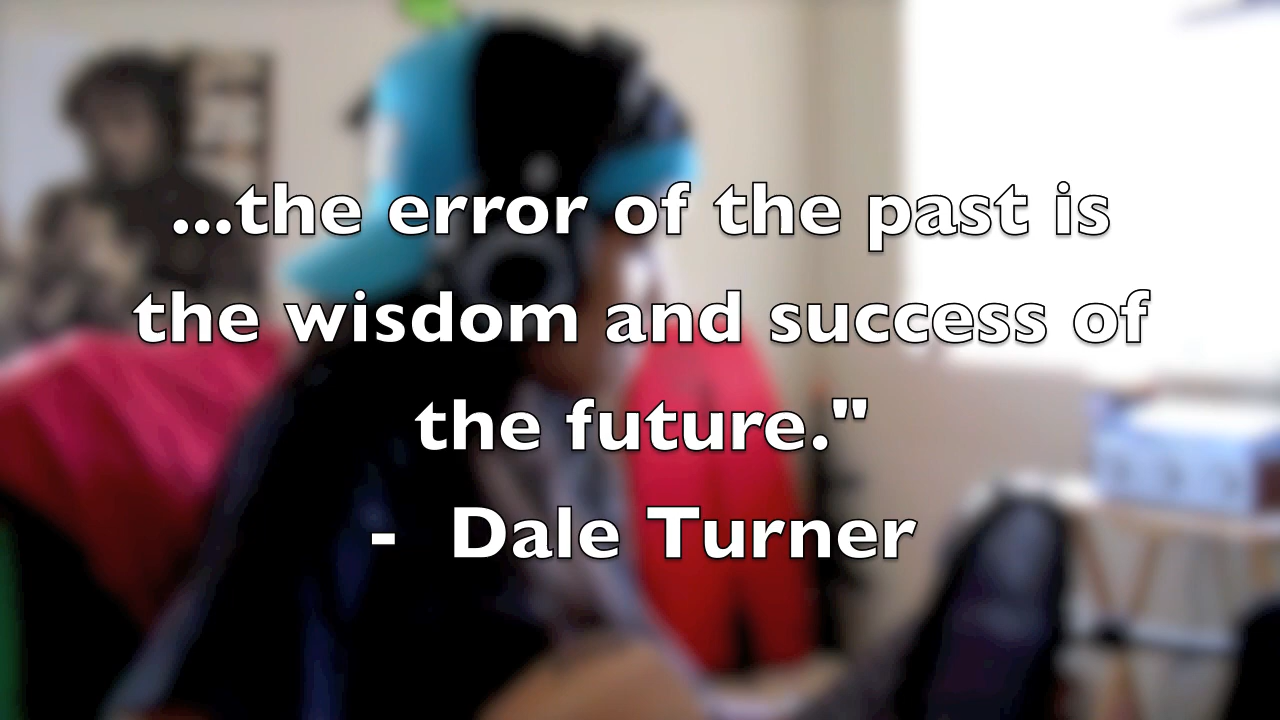 ...the error of the past is
the wisdom and success of
the future."
- Dale Turner